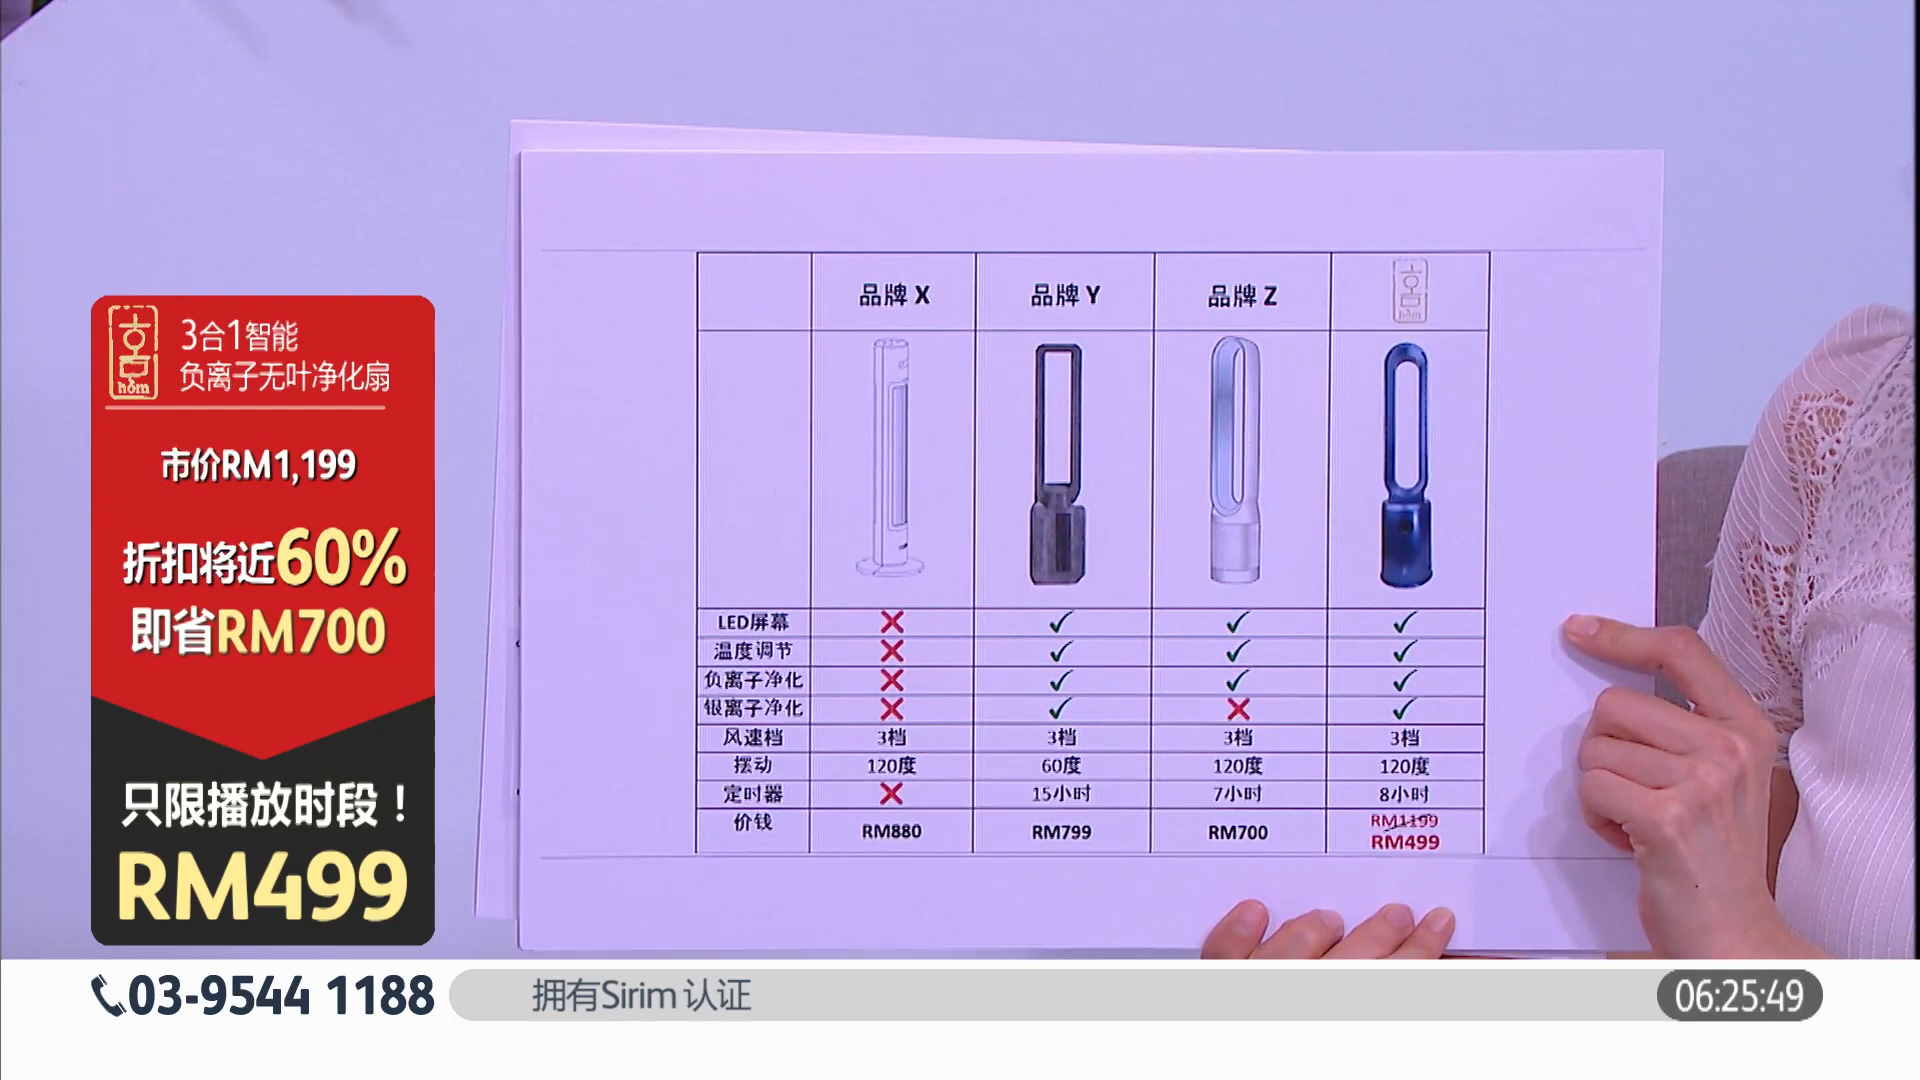 hóm
3合1智能
负离子无叶净化扇
市价RM1,199
折扣将近60%
即省RM700
只限播放时段！
RM499
品牌 X 品牌 Y 品牌 Z hóm
LED屏幕
温度调节
负离子净化
银离子净化
风速档 3档 3档 3档 3档
摆动 120度 60度 120度 120度
定时器 15小时 7小时 8小时
价钱 RM880 RM799 RM700 RM1199
RM499
03-9544 1188 拥有Sirim 认证 06:25:49